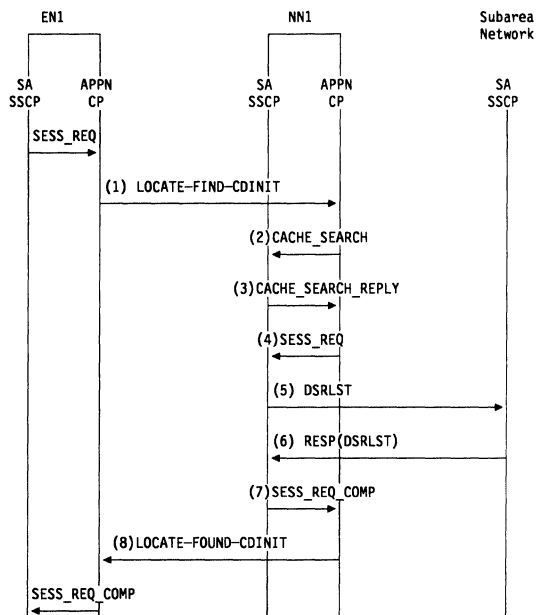 EN1 NN1 Subarea
Network
SA APPN SA APPN SA
SSCP CP SSCP CP SSCP
SESS_REQ
(1) LOCATE-FIND-CDINIT
(2)CACHE_SEARCH
(3)CACHE_SEARCH_REPLY
(4)SESS_REQ
(5) DSRLST
(6) RESP(DSRLST)
(7)SESS_REQ_COMP
(8)LOCATE-FOUND-CDINIT
SESS_REQ_COMP